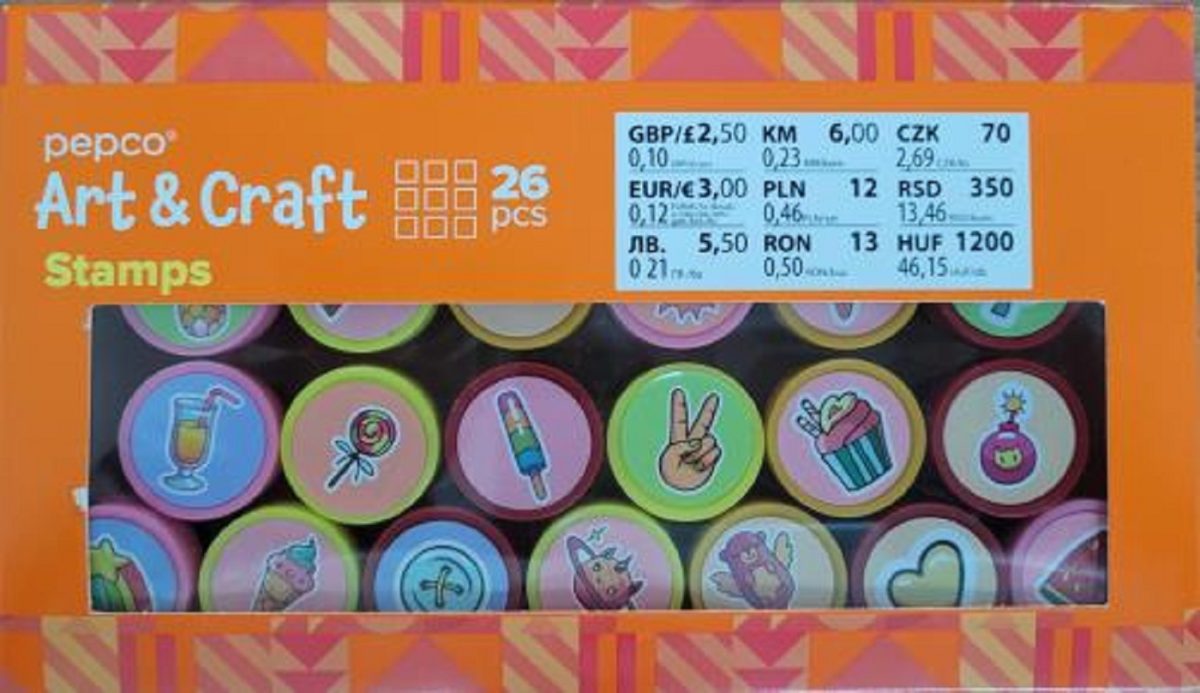 pepco®
Art & Craft
26
pcs
Stamps
GBP/£ 2,50 KM 6,00 CZK 70
0,10 0,23 2,69
EUR/€ 3,00 PLN 12 RSD 350
0,12 0,46 13,46
ЛВ. 5,50 RON 13 HUF 1200
0 21 0,50 46,15